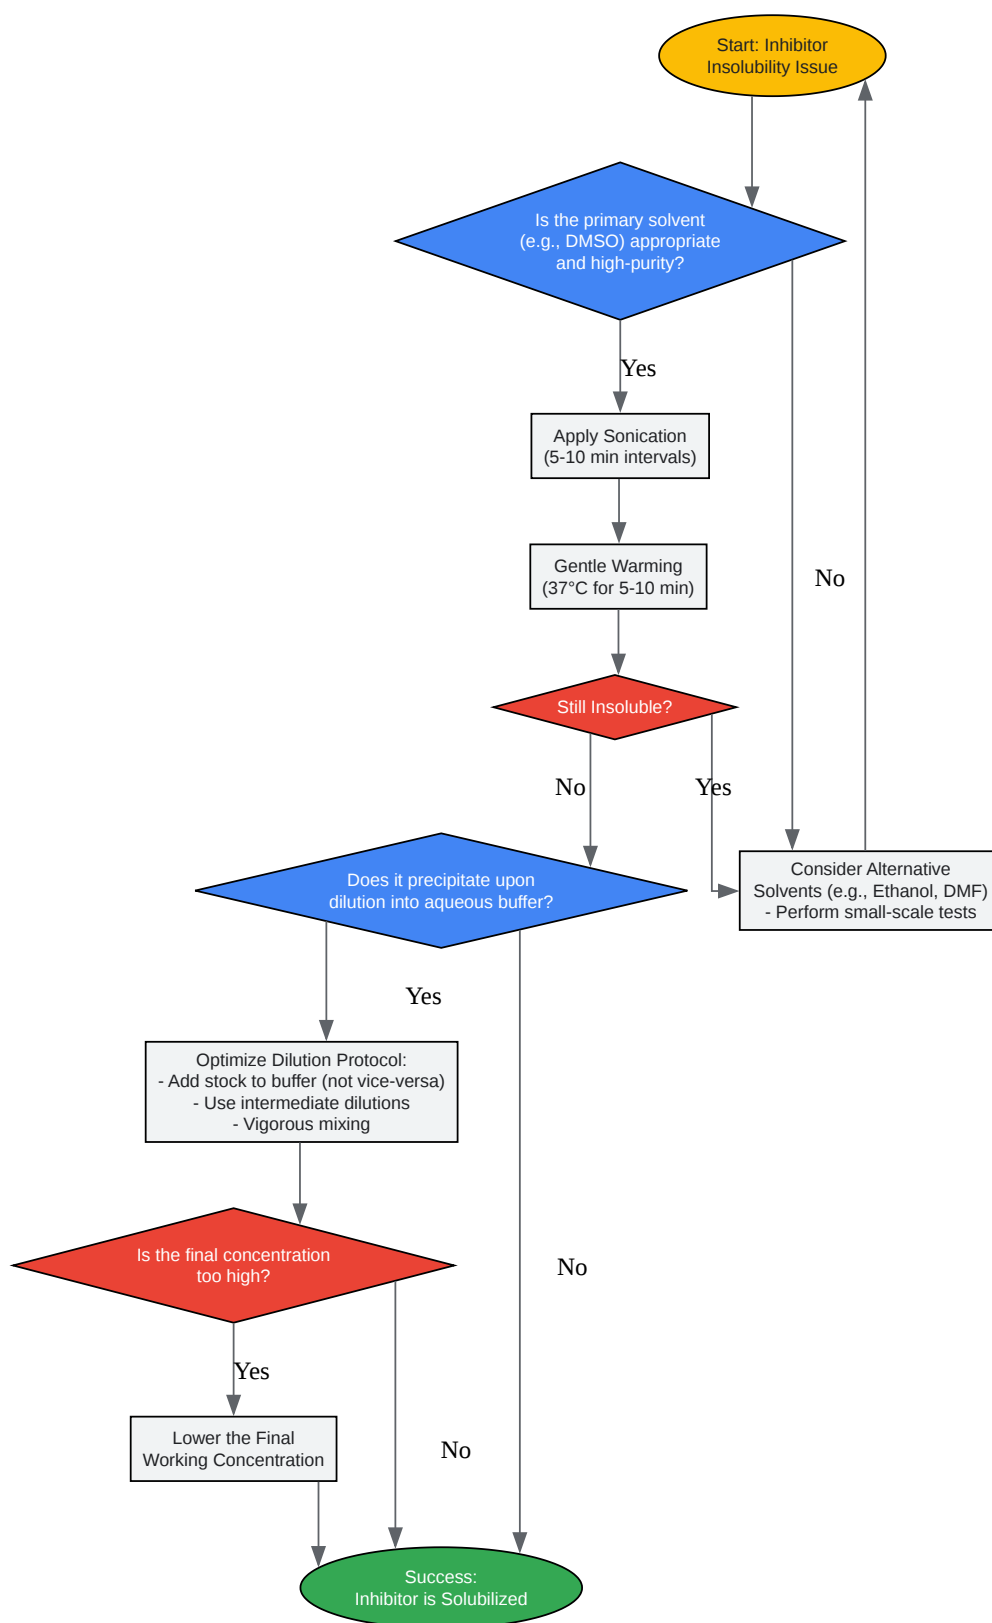 Start: Inhibitor
Insolubility Issue
Is the primary solvent
(e.g., DMSO) appropriate
and high-purity?
Yes
Apply Sonication
(5-10 min intervals)
Gentle Warming
(37°C for 5-10 min)
No
Still Insoluble?
No
Yes
Consider Alternative
Solvents (e.g., Ethanol, DMF)
- Perform small-scale tests
Does it precipitate upon
dilution into aqueous buffer?
Yes
Optimize Dilution Protocol:
- Add stock to buffer (not vice-versa)
- Use intermediate dilutions
- Vigorous mixing
Is the final concentration
too high?
No
Yes
Lower the Final
Working Concentration
No
Success:
Inhibitor is Solubilized